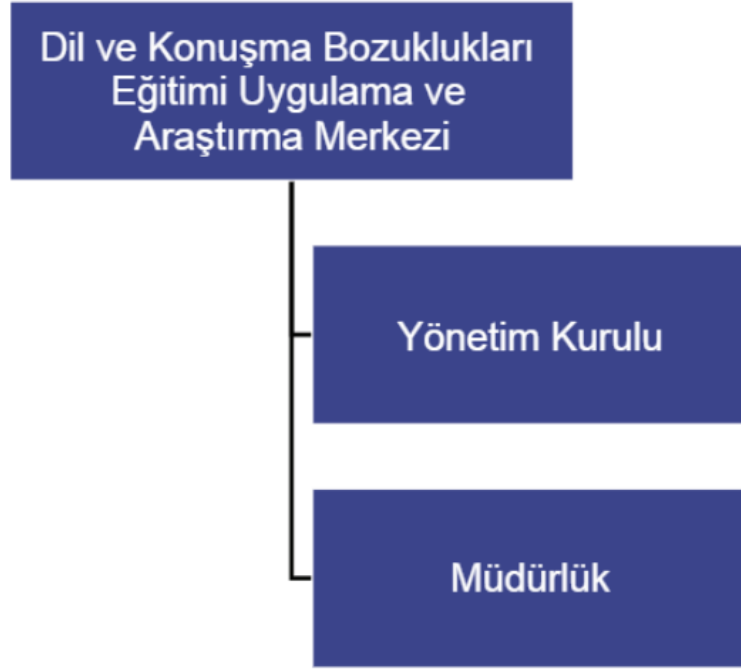 Dil ve Konuşma Bozuklukları
Eğitimi Uygulama ve
Araştırma Merkezi
Yönetim Kurulu
Müdürlük